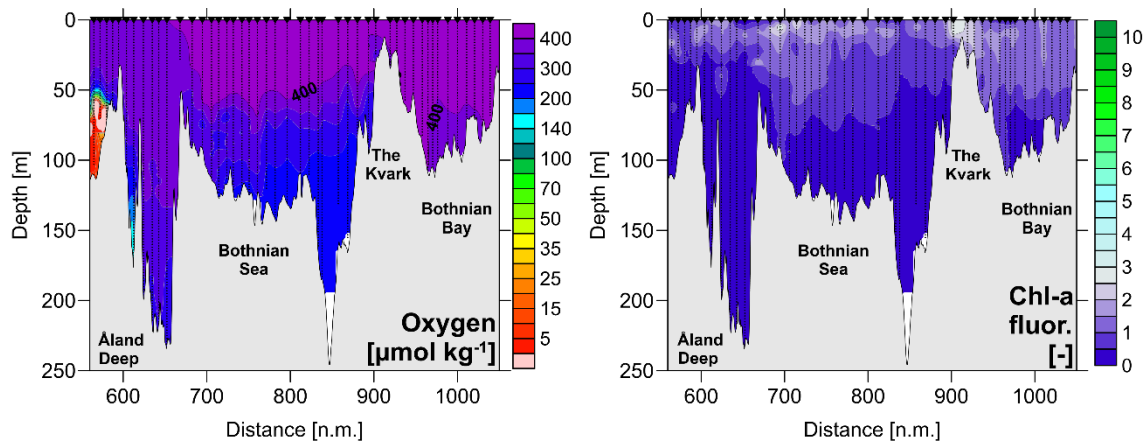 0
50
100
150
200
250
Depth [m]
600
700
800
900
1000
Distance [n.m.]
400
400
The
Kvark
Bothnian
Bay
Bothnian
Sea
Åland
Deep
Oxygen
[µmol kg⁻¹]
400
300
200
140
100
70
50
35
25
15
5
0
50
100
150
200
250
Depth [m]
600
700
800
900
1000
Distance [n.m.]
The
Kvark
Bothnian
Bay
Bothnian
Sea
Åland
Deep
Chl-a
fluor.
[-]
10
9
8
7
6
5
4
3
2
1
0